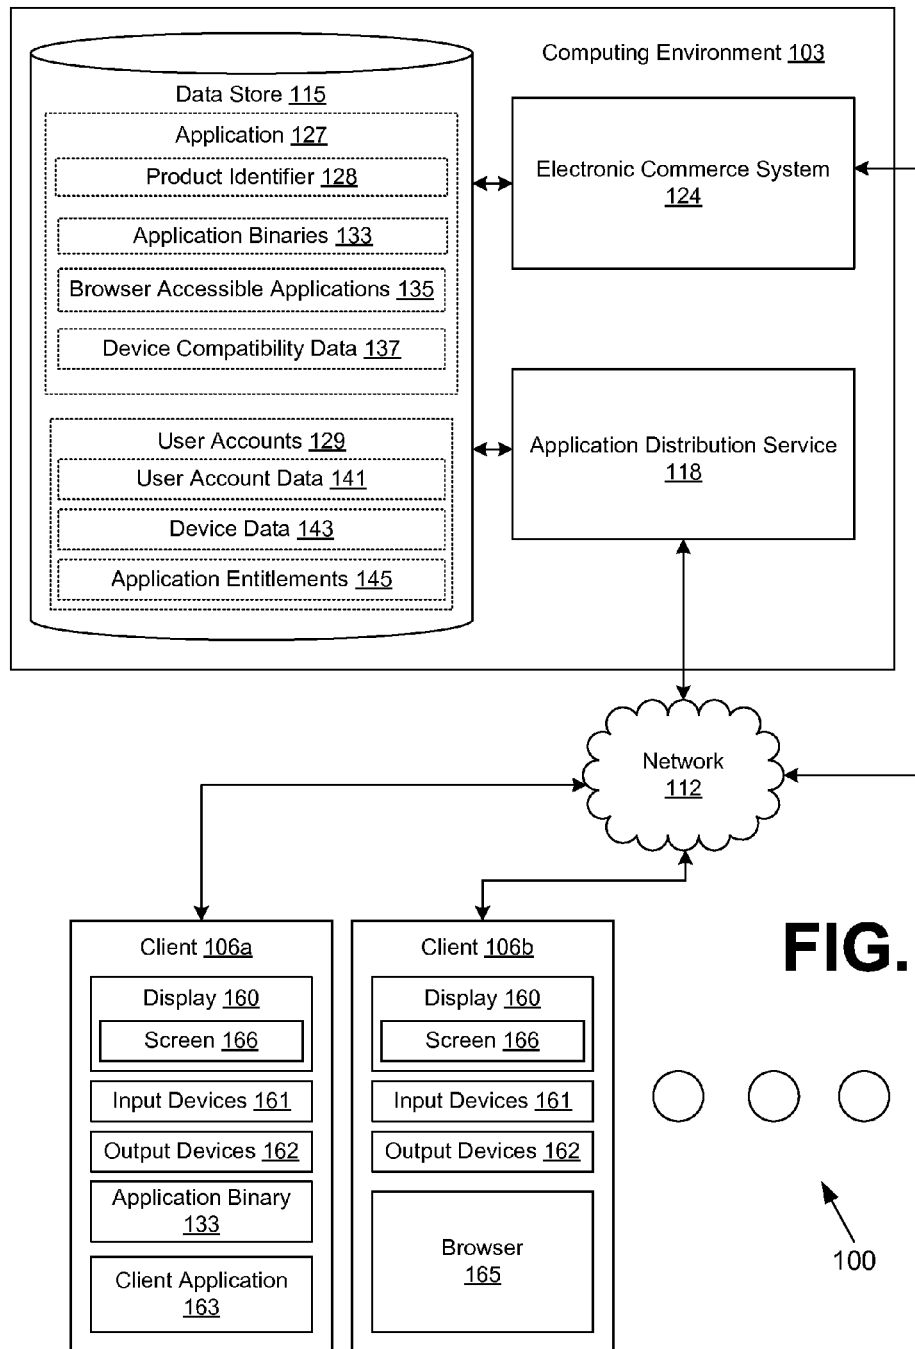 Computing Environment 103
Data Store 115
Application 127
Product Identifier 128
Application Binaries 133
Browser Accessible Applications 135
Device Compatibility Data 137
User Accounts 129
User Account Data 141
Device Data 143
Application Entitlements 145
Electronic Commerce System
124
Application Distribution Service
118
Network
112
Client 106a
Display 160
Screen 166
Input Devices 161
Output Devices 162
Application Binary
133
Client Application
163
Client 106b
Display 160
Screen 166
Input Devices 161
Output Devices 162
Browser
165
FIG.
100